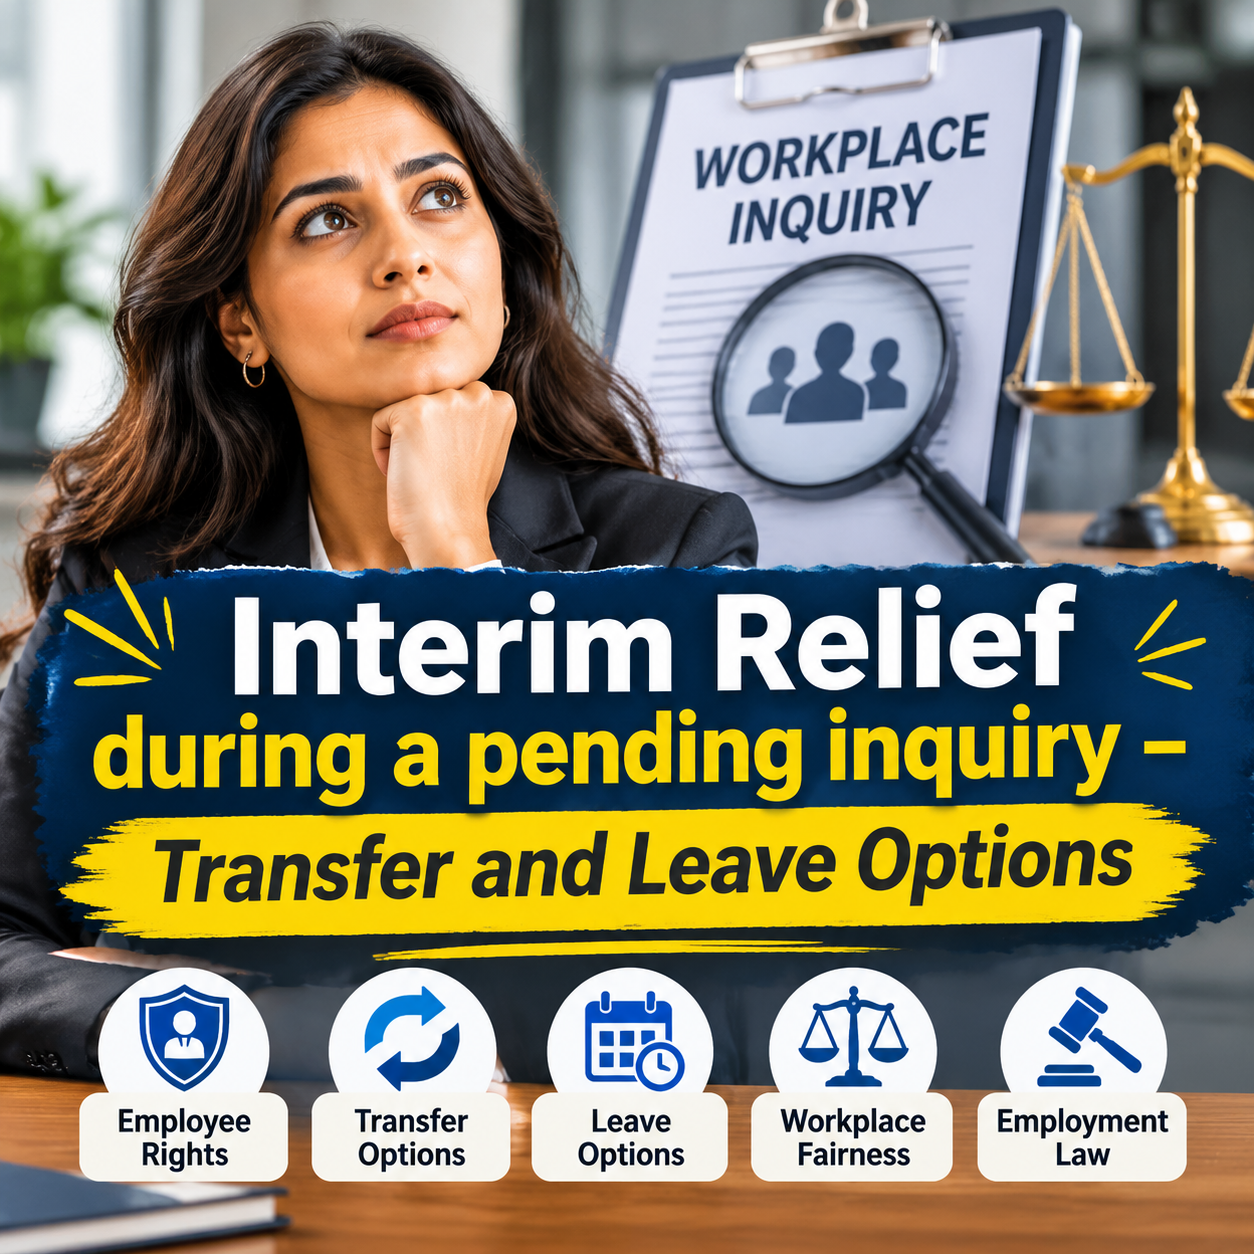 WORKPLACE
INQUIRY
Interim Relief
during a pending inquiry –
Transfer and Leave Options
Employee
Rights
Transfer
Options
Leave
Options
Workplace
Fairness
Employment
Law